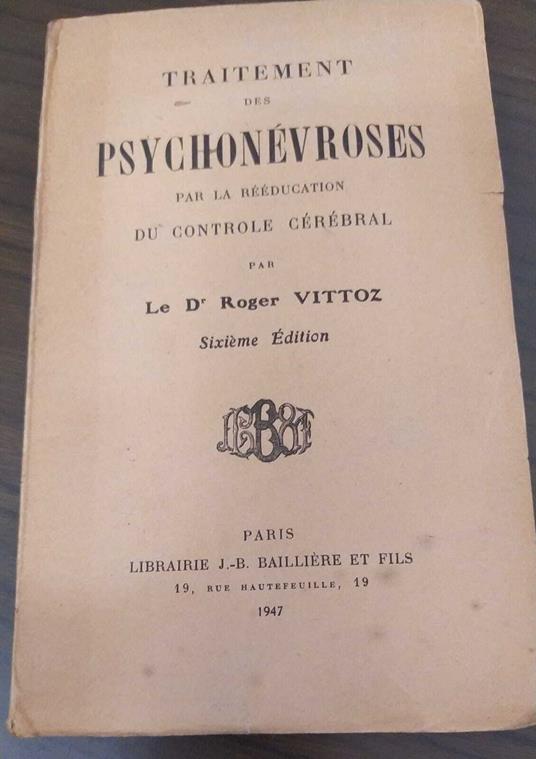 TRAITEMENT
DES
PSYCHONÉVROSES
PAR LA RÉÉDUCATION
DU CONTROLE CÉRÉBRAL
PAR
Le Dr Roger VITTOZ
Sixième Édition
PARIS
LIBRAIRIE J.-B. BAILLIÈRE ET FILS
19, RUE HAUTEFEUILLE, 19
1947